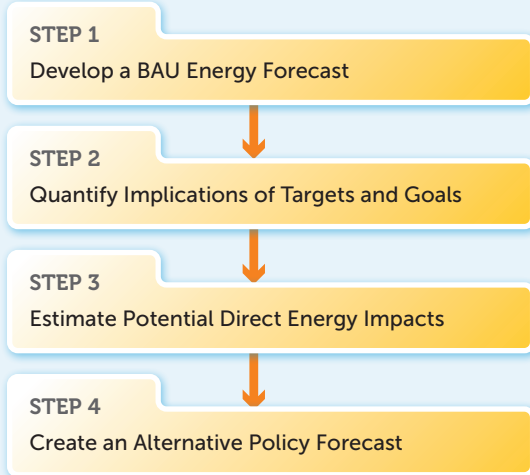 STEP 1
Develop a BAU Energy Forecast
STEP 2
Quantify Implications of Targets and Goals
STEP 3
Estimate Potential Direct Energy Impacts
STEP 4
Create an Alternative Policy Forecast